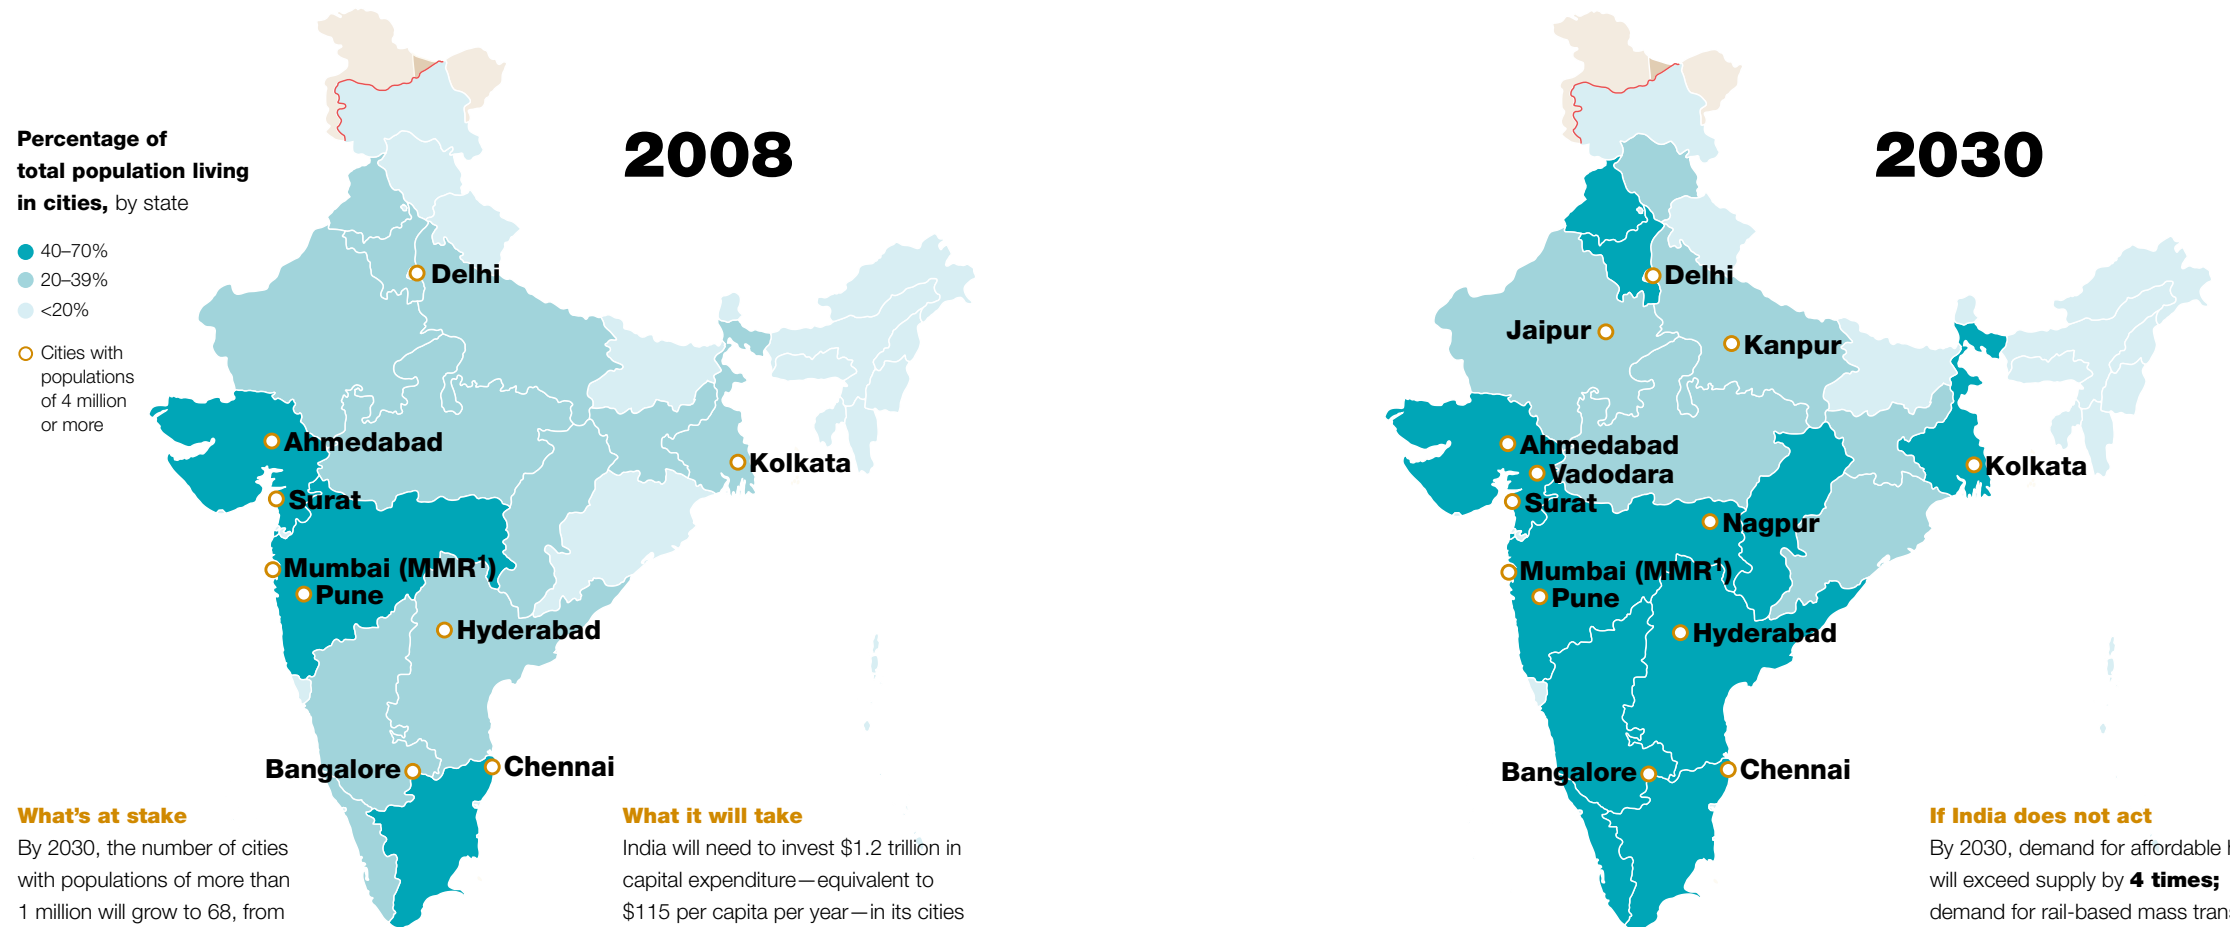 Percentage of
total population living
in cities, by state
40–70%
20–39%
<20%
Cities with
populations
of 4 million
or more
2008
Delhi
Ahmedabad
Surat
Kolkata
Mumbai (MMR¹)
Pune
Hyderabad
Bangalore
Chennai
What's at stake
By 2030, the number of cities
with populations of more than
1 million will grow to 68, from
What it will take
India will need to invest $1.2 trillion in
capital expenditure—equivalent to
$115 per capita per year—in its cities
2030
Delhi
Jaipur
Kanpur
Ahmedabad
Vadodara
Surat
Kolkata
Nagpur
Mumbai (MMR¹)
Pune
Hyderabad
Bangalore
Chennai
If India does not act
By 2030, demand for affordable
will exceed supply by 4 times;
demand for rail-based mass